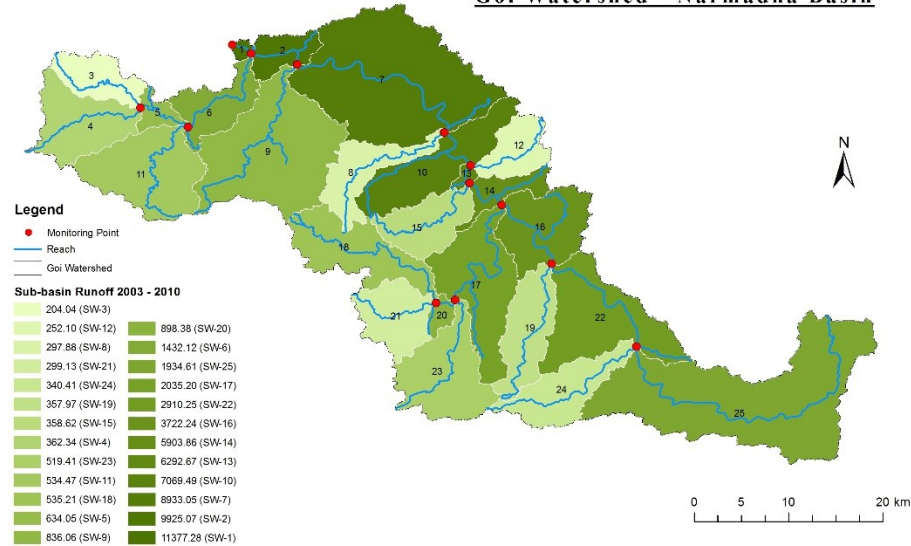 Goi Watershed - Narmadha Basin
1
2
3
7
5
6
4
9
12
8
10
13
11
14
15
16
18
N
17
21
20
22
19
23
24
25
Legend
Monitoring Point
Reach
Goi Watershed
Sub-basin Runoff 2003 - 2010
204.04 (SW-3)
252.10 (SW-12)
297.88 (SW-8)
299.13 (SW-21)
340.41 (SW-24)
357.97 (SW-19)
358.62 (SW-15)
362.34 (SW-4)
519.41 (SW-23)
534.47 (SW-11)
535.21 (SW-18)
634.05 (SW-5)
836.06 (SW-9)
898.38 (SW-20)
1432.12 (SW-6)
1934.61 (SW-25)
2035.20 (SW-17)
2910.25 (SW-22)
3722.24 (SW-16)
5903.86 (SW-14)
6292.67 (SW-13)
7069.49 (SW-10)
8933.05 (SW-7)
9925.07 (SW-2)
11377.28 (SW-1)
0 5 10 20 km